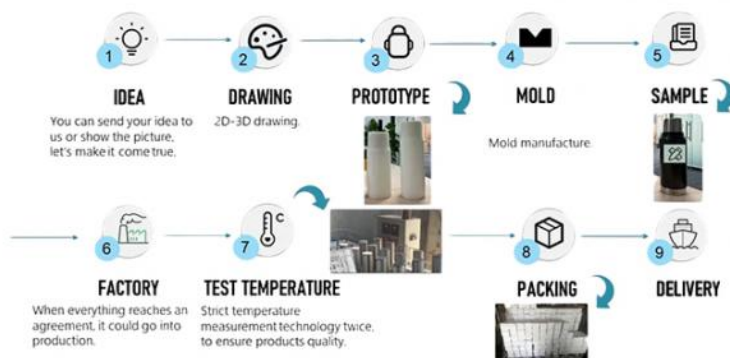 1
2
3
4
5
IDEA
DRAWING
PROTOTYPE
MOLD
SAMPLE
You can send your idea to
us or show the picture,
let's make it come true.
2D-3D drawing.
Mold manufacture
6
7
C
8
9
FACTORY
TEST TEMPERATURE
PACKING
DELIVERY
When everything reaches an
agreement, it could go into
production.
Strict temperature
measurement technology twice,
to ensure products quality.